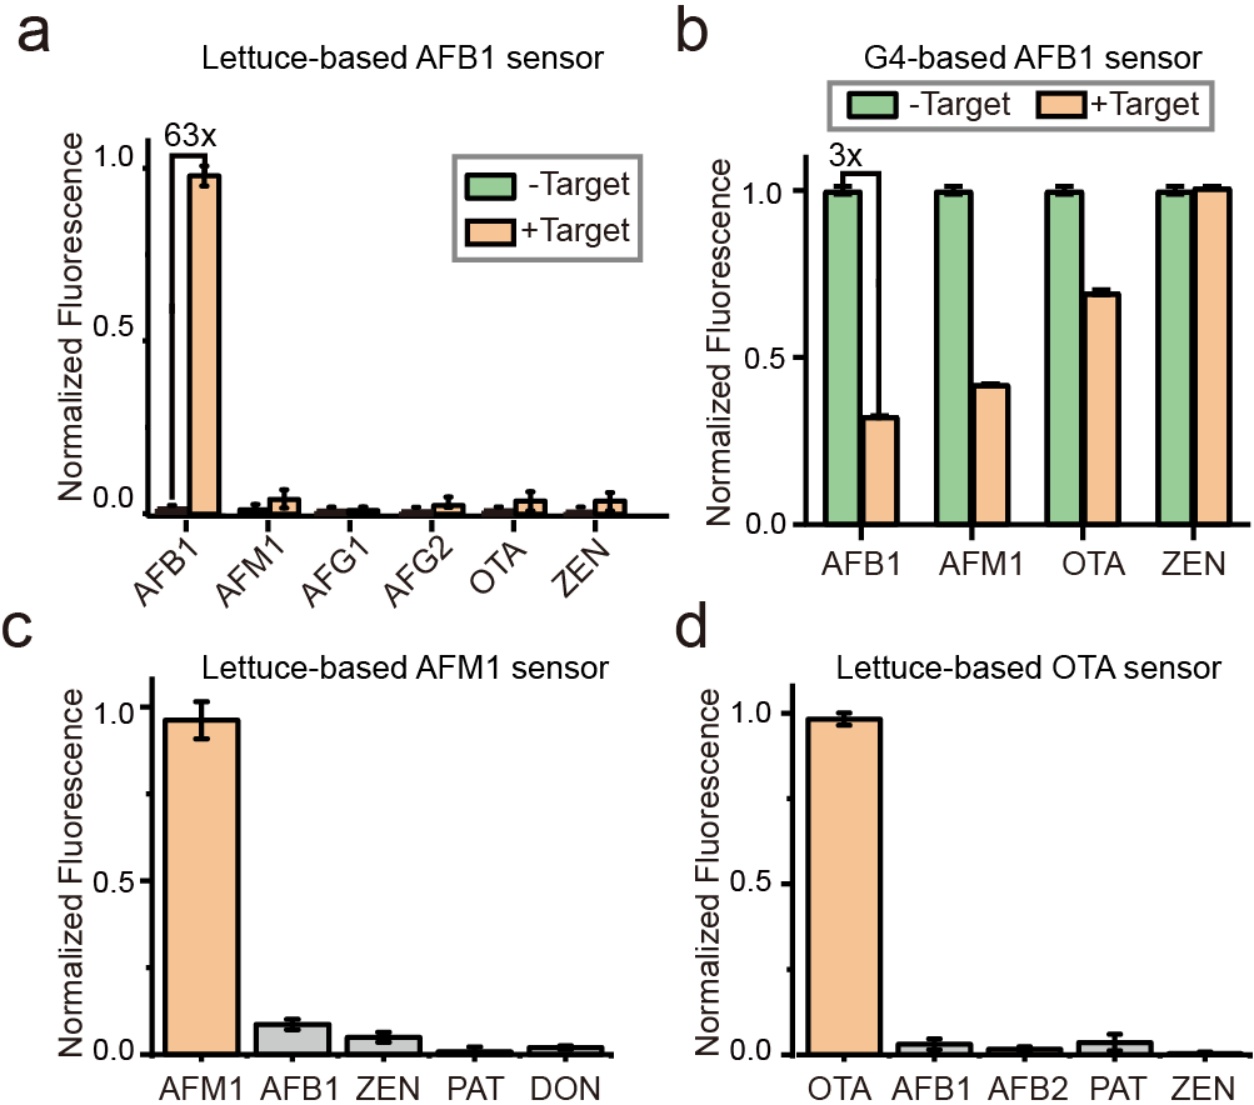 a
Lettuce-based AFB1 sensor
63x
-Target
+Target
Normalized Fluorescence
1.0
0.5
0.0
AFB1 AFM1 AFG1 AFG2 OTA ZEN
b
G4-based AFB1 sensor
-Target +Target
3x
Normalized Fluorescence
1.0
0.5
0.0
AFB1 AFM1 OTA ZEN
c
Lettuce-based AFM1 sensor
Normalized Fluorescence
1.0
0.5
0.0
AFM1 AFB1 ZEN PAT DON
d
Lettuce-based OTA sensor
Normalized Fluorescence
1.0
0.5
0.0
OTA AFB1 AFB2 PAT ZEN